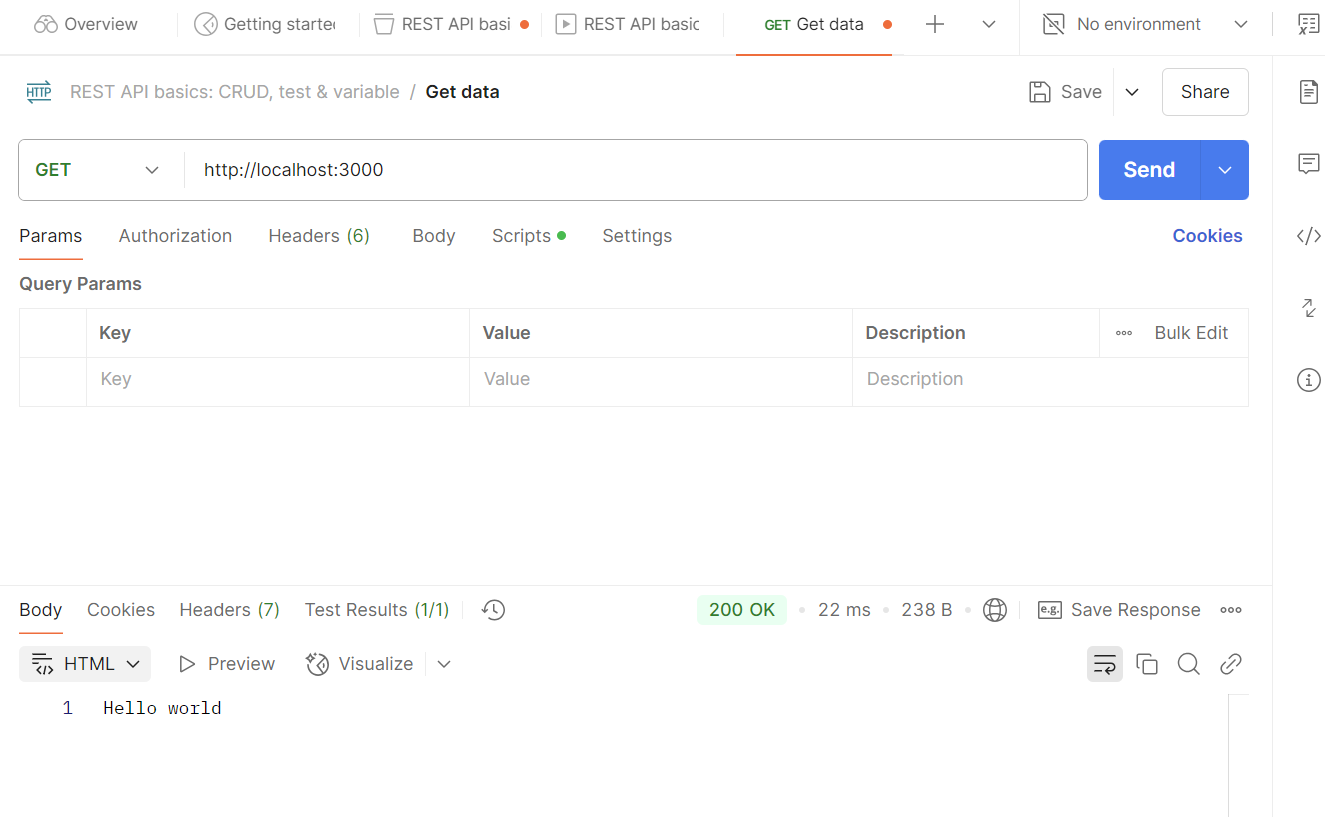 Overview Getting starte REST API basi REST API basic GET Get data No environment
HTTP REST API basics: CRUD, test & variable / Get data Save Share
GET http://localhost:3000 Send
Params Authorization Headers (6) Body Scripts Settings Cookies
Query Params
Key Value Description Bulk Edit
Key Value Description
Body Cookies Headers (7) Test Results (1/1) 200 OK 22 ms 238 B e.g. Save Response
HTML Preview Visualize
1 Hello world